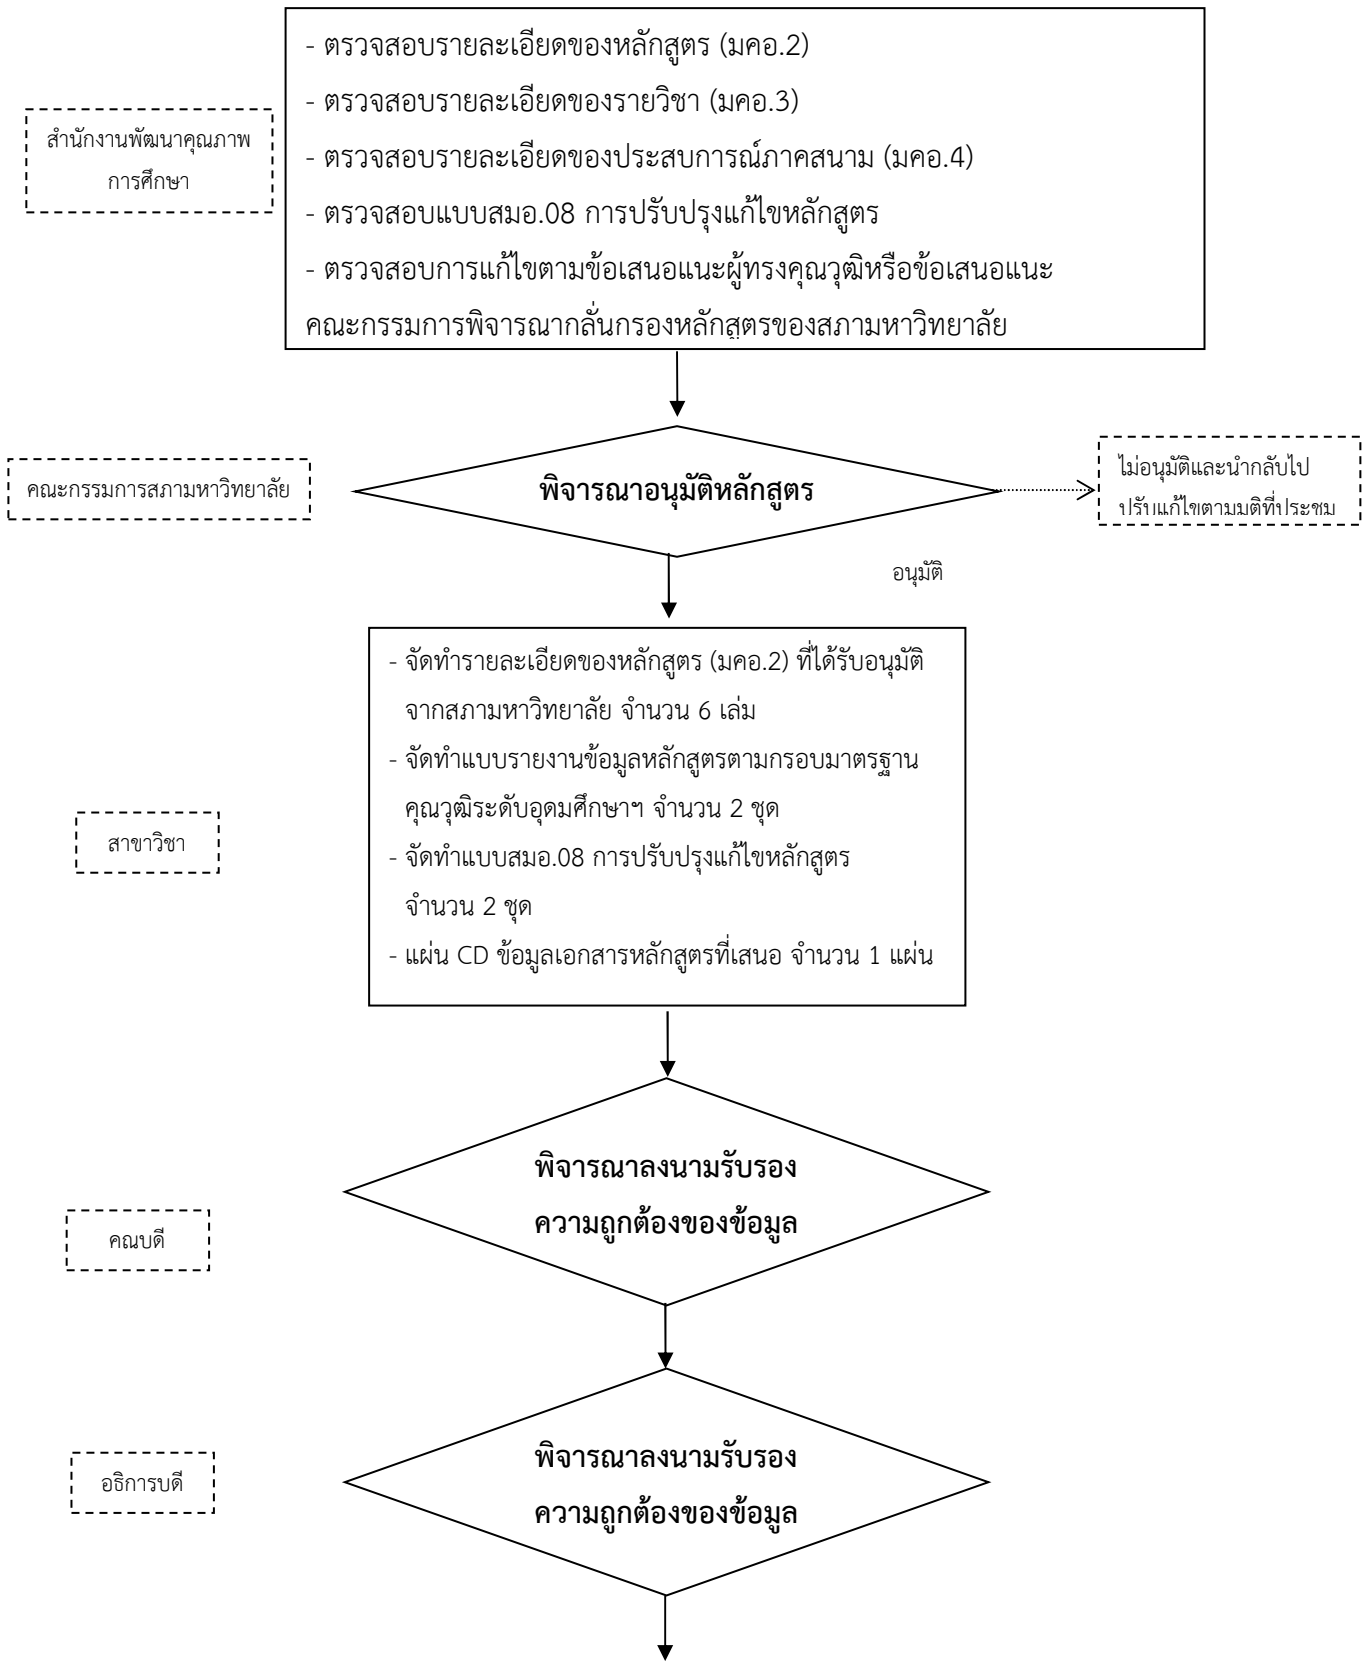 - ตรวจสอบรายละเอียดของหลักสูตร (มคอ.2)
- ตรวจสอบรายละเอียดของรายวิชา (มคอ.3)
- ตรวจสอบรายละเอียดของประสบการณ์ภาคสนาม (มคอ.4)
- ตรวจสอบแบบสมอ.08 การปรับปรุงแก้ไขหลักสูตร
- ตรวจสอบการแก้ไขตามข้อเสนอแนะผู้ทรงคุณวุฒิหรือข้อเสนอแนะ
คณะกรรมการพิจารณากลั่นกรองหลักสูตรของสภามหาวิทยาลัย
สำนักงานพัฒนาคุณภาพ
การศึกษา
คณะกรรมการสภามหาวิทยาลัย
พิจารณาอนุมัติหลักสูตร
ไม่อนุมัติและนำกลับไป
ปรับแก้ไขตามมติที่ประชม
อนุมัติ
- จัดทำรายละเอียดของหลักสูตร (มคอ.2) ที่ได้รับอนุมัติ
จากสภามหาวิทยาลัย จำนวน 6 เล่ม
- จัดทำแบบรายงานข้อมูลหลักสูตรตามกรอบมาตรฐาน
คุณวุฒิระดับอุดมศึกษาฯ จำนวน 2 ชุด
- จัดทำแบบสมอ.08 การปรับปรุงแก้ไขหลักสูตร
จำนวน 2 ชุด
- แผ่น CD ข้อมูลเอกสารหลักสูตรที่เสนอ จำนวน 1 แผ่น
สาขาวิชา
พิจารณาลงนามรับรอง
ความถูกต้องของข้อมูล
คณบดี
พิจารณาลงนามรับรอง
ความถูกต้องของข้อมูล
อธิการบดี